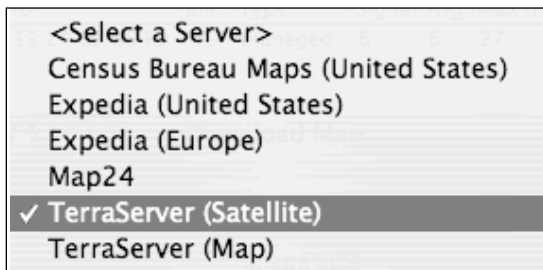 <Select a Server>
Census Bureau Maps (United States)
Expedia (United States)
Expedia (Europe)
Map24
✓ TerraServer (Satellite)
TerraServer (Map)